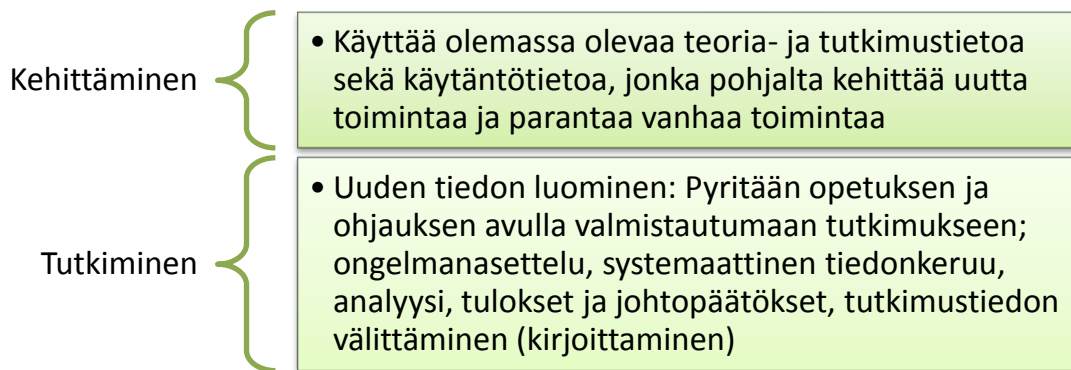 Kehittäminen
• Käyttää olemassa olevaa teoria- ja tutkimustietoa
sekä käytäntötietoa, jonka pohjalta kehittää uutta
toimintaa ja parantaa vanhaa toimintaa
Tutkiminen
• Uuden tiedon luominen: Pyritään opetuksen ja
ohjauksen avulla valmistautumaan tutkimukseen;
ongelmanasettelu, systemaattinen tiedonkeruu,
analyysi, tulokset ja johtopäätökset, tutkimustiedon
välittäminen (kirjoittaminen)